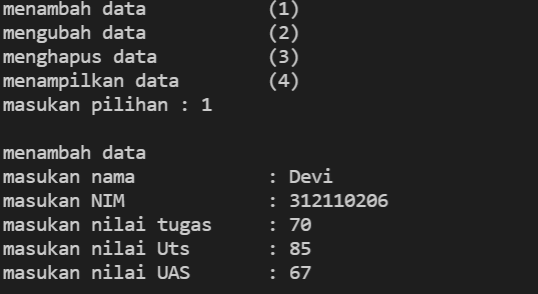 menambah data (1)
mengubah data (2)
menghapus data (3)
menampilkan data (4)
masukan pilihan : 1
menambah data
masukan nama : Devi
masukan NIM : 312110206
masukan nilai tugas : 70
masukan nilai Uts : 85
masukan nilai UAS : 67